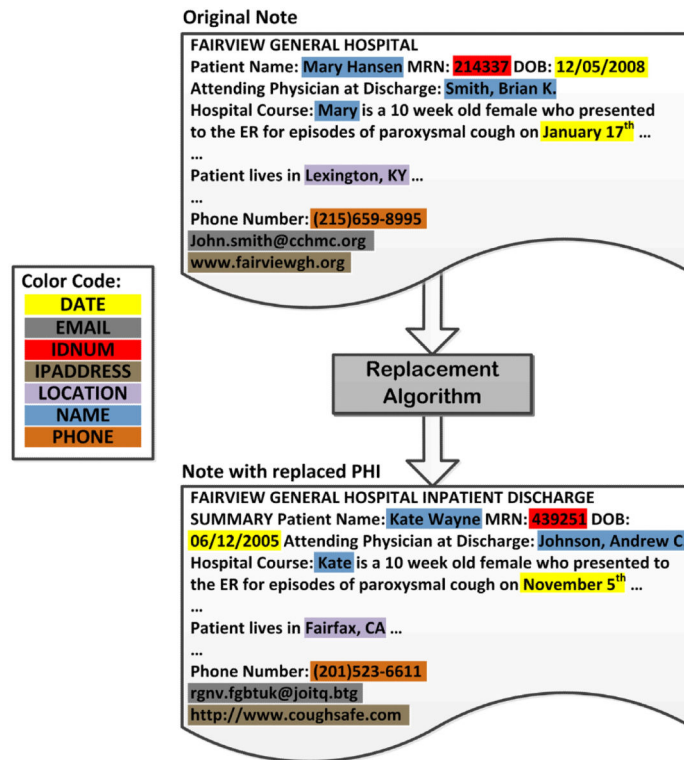 Original Note
FAIRVIEW GENERAL HOSPITAL
Patient Name: Mary Hansen MRN: 214337 DOB: 12/05/2008
Attending Physician at Discharge: Smith, Brian K.
Hospital Course: Mary is a 10 week old female who presented
to the ER for episodes of paroxysmal cough on January 17th ...
...
Patient lives in Lexington, KY ...
...
Phone Number: (215)659-8995
John.smith@cchmc.org
www.fairviewgh.org
Color Code:
DATE
EMAIL
IDNUM
IPADDRESS
LOCATION
NAME
PHONE
Replacement
Algorithm
Note with replaced PHI
FAIRVIEW GENERAL HOSPITAL INPATIENT DISCHARGE
SUMMARY Patient Name: Kate Wayne MRN: 439251 DOB:
06/12/2005 Attending Physician at Discharge: Johnson, Andrew C
Hospital Course: Kate is a 10 week old female who presented to
the ER for episodes of paroxysmal cough on November 5th ...
...
Patient lives in Fairfax, CA ...
...
Phone Number: (201)523-6611
rgnv.fgbtuk@joitq.btg
http://www.coughsafe.com